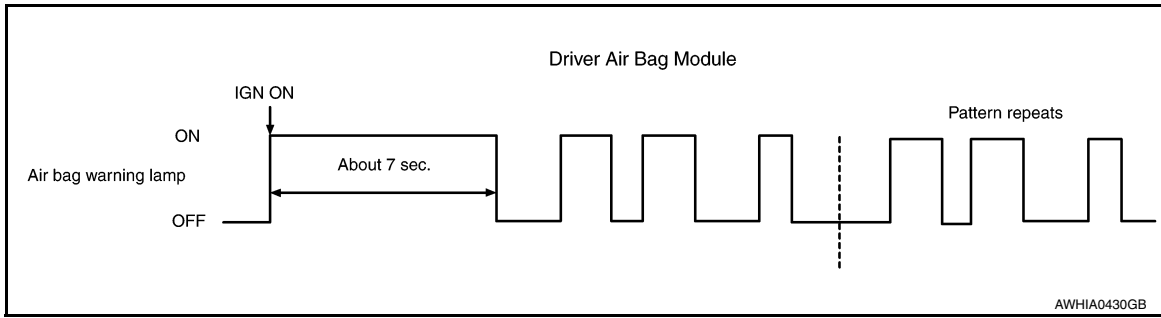 Driver Air Bag Module
IGN ON
Pattern repeats
ON
About 7 sec.
Air bag warning lamp
OFF
AWHIA0430GB